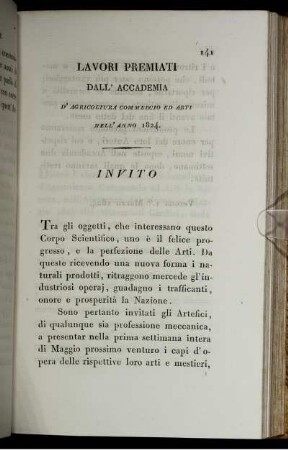 141
LAVORI PREMIATI
DALL' ACCADEMIA
D'AGRICOLTURA COMMERCIO ED ARTI
NELL'ANNO 1824.
INVITO
Tra gli oggetti, che interessano questo
Corpo Scientifico, uno è il felice pro-
gresso, e la perfezione delle Arti. Da
queste ricevendo una nuova forma i na-
turali prodotti, ritraggono mercede gl'in-
dustriosi operaj, guadagno i trafficanti,
onore e prosperità la Nazione.
Sono pertanto invitati gli Artefici,
di qualunque sia professione meccanica,
a presentar nella prima settimana intera
di Maggio prossimo venturo i capi d'o-
pera delle rispettive loro arti e mestieri,